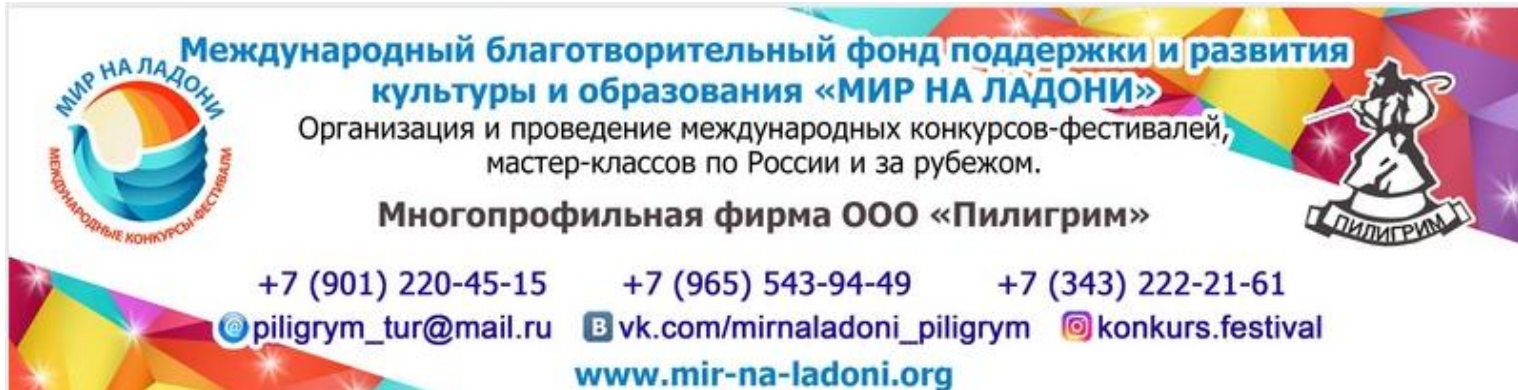 Международный благотворительный фонд поддержки и развития
культуры и образования «МИР НА ЛАДОНИ»
Организация и проведение международных конкурсов-фестивалей,
мастер-классов по России и за рубежом.
Многопрофильная фирма ООО «Пилигрим»
МИР НА ЛАДОНИ
МЕЖДУНАРОДНЫЕ КОНКУРСЫ-ФЕСТИВАЛИ
ПИЛИГРИМ
+7 (901) 220-45-15 +7 (965) 543-94-49 +7 (343) 222-21-61
@piligrym_tur@mail.ru B vk.com/mirnaladoni_piligrym konkurs.festival
www.mir-na-ladoni.org